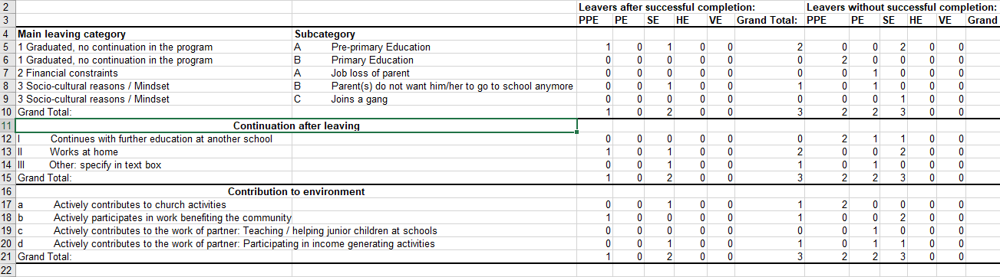 2 Leavers after successful completion: Leavers without successful completion:
3 PPE PE SE HE VE Grand Total: PPE PE SE HE VE Grand
4 Main leaving category Subcategory
5 1 Graduated, no continuation in the program A Pre-primary Education 1 0 1 0 0 2 0 0 2 0 0
6 1 Graduated, no continuation in the program B Primary Education 0 0 0 0 0 0 2 0 0 0 0
7 2 Financial constraints A Job loss of parent 0 0 0 0 0 0 0 1 0 0 0
8 3 Socio-cultural reasons / Mindset B Parent(s) do not want him/her to go to school anymore 0 0 1 0 0 1 0 1 0 0 0
9 3 Socio-cultural reasons / Mindset C Joins a gang 0 0 0 0 0 0 0 0 1 0 0
10 Grand Total: 1 0 2 0 0 3 2 2 3 0 0
11 Continuation after leaving
12 I Continues with further education at another school 0 0 0 0 0 0 2 1 1 0 0
13 II Works at home 1 0 1 0 0 2 0 0 2 0 0
14 III Other: specify in text box 0 0 1 0 0 1 0 1 0 0 0
15 Grand Total: 1 0 2 0 0 3 2 2 3 0 0
16 Contribution to environment
17 a Actively contributes to church activities 0 0 1 0 0 1 2 0 0 0 0
18 b Actively participates in work benefiting the community 1 0 0 0 0 1 0 0 2 0 0
19 c Actively contributes to the work of partner: Teaching / helping junior children at schools 0 0 0 0 0 0 0 1 0 0 0
20 d Actively contributes to the work of partner: Participating in income generating activities 0 0 1 0 0 1 0 1 1 0 0
21 Grand Total: 1 0 2 0 0 3 2 2 3 0 0
22